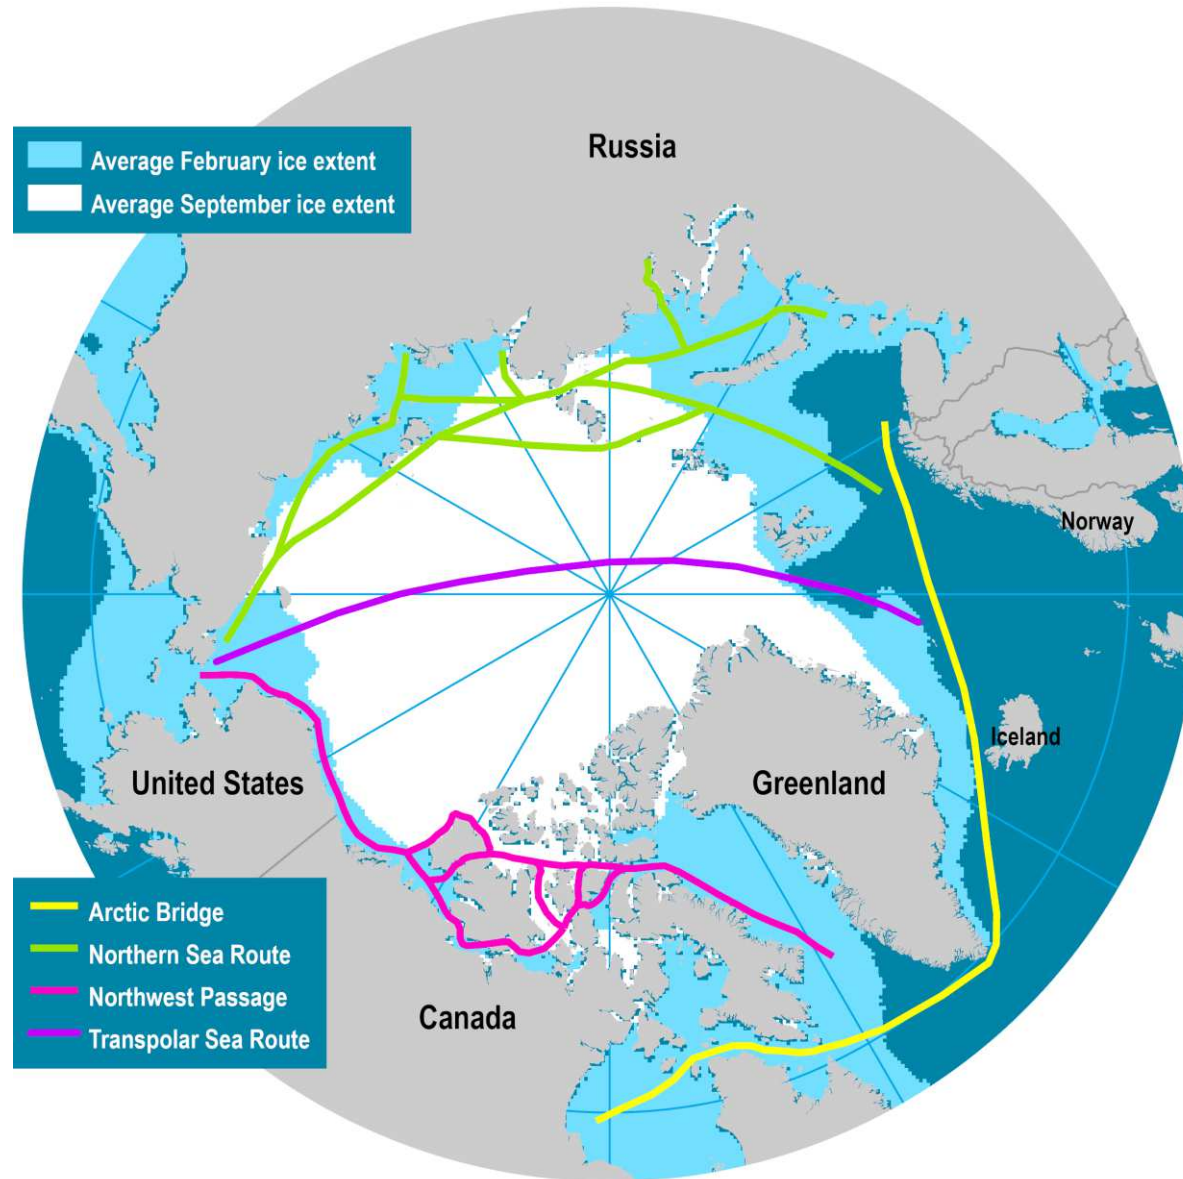 Russia
Average February ice extent
Average September ice extent
Norway
Iceland
United States
Greenland
Arctic Bridge
Northern Sea Route
Northwest Passage
Transpolar Sea Route
Canada